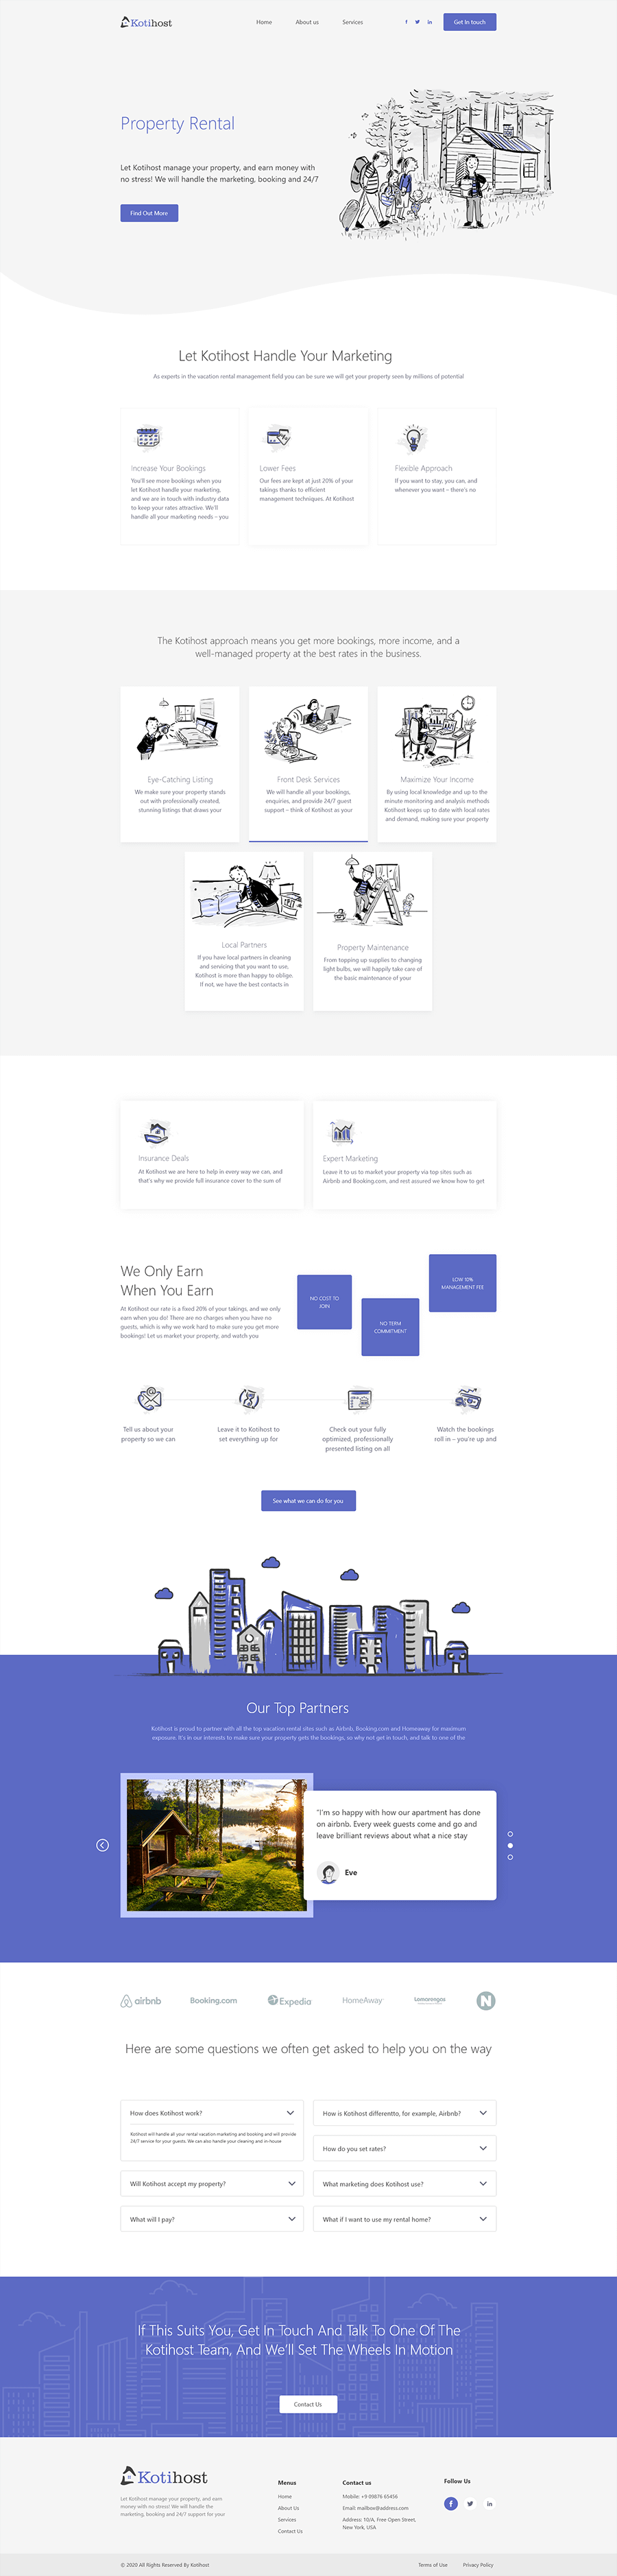 Kotihost
Home
About us
Services
Get In touch
Property Rental
Let Kotihost manage your property, and earn money with
no stress! We will handle the marketing, booking and 24/7
Find Out More
Let Kotihost Handle Your Marketing
As experts in the vacation rental management field you can be sure we will get your property seen by millions of potential
Increase Your Bookings
You'll see more bookings when you
let Kotihost handle your marketing,
and we are in touch with industry data
to keep your rates attractive. We'll
handle all your marketing needs – you
Lower Fees
Our fees are kept at just 20% of your
takings thanks to efficient
management techniques. At Kotihost
Flexible Approach
If you want to stay, you can, and
whenever you want – there's no
The Kotihost approach means you get more bookings, more income, and a
well-managed property at the best rates in the business.
Eye-Catching Listing
We make sure your property stands
out with professionally created,
stunning listings that draws your
Front Desk Services
We will handle all your bookings,
enquiries, and provide 24/7 guest
support – think of Kotihost as your
Maximize Your Income
By using local knowledge and up to the
minute monitoring and analysis methods
Kotihost keeps up to date with local rates
and demand, making sure your property
Local Partners
If you have local partners in cleaning
and servicing that you want to use,
Kotihost is more than happy to oblige.
If not, we have the best contacts in
Property Maintenance
From topping up supplies to changing
light bulbs, we will happily take care of
the basic maintenance of your
Insurance Deals
At Kotihost we are here to help in every way we can, and
that's why we provide full insurance cover to the sum of
Expert Marketing
Leave it to us to market your property via top sites such as
Airbnb and Booking.com, and rest assured we know how to get
We Only Earn
When You Earn
At Kotihost our rate is a fixed 20% of your takings, and we only
earn when you do! There are no charges when you have no
guests, which is why we work hard to make sure you get more
bookings! Let us market your property, and watch you
NO COST TO
JOIN
NO TERM
COMMITMENT
LOW 10%
MANAGEMENT FEE
Tell us about your
property so we can
Leave it to Kotihost to
set everything up for
Check out your fully
optimized, professionally
presented listing on all
Watch the bookings
roll in – you're up and
See what we can do for you
Our Top Partners
Kotihost is proud to partner with all the top vacation rental sites such as Airbnb, Booking.com and Homeaway for maximum
exposure. It's in our interests to make sure your property gets the bookings, so why not get in touch, and talk to one of the
"I'm so happy with how our apartment has done
on airbnb. Every week guests come and go and
leave brilliant reviews about what a nice stay
Eve
airbnb
Booking.com
Expedia
HomeAway
Lomarengas
N
Here are some questions we often get asked to help you on the way
How does Kotihost work?
Kotihost will handle all your rental vacation marketing and booking and will provide
24/7 service for your guests. We can also handle your cleaning and in-house
How is Kotihost differentto, for example, Airbnb?
How do you set rates?
Will Kotihost accept my property?
What marketing does Kotihost use?
What will I pay?
What if I want to use my rental home?
If This Suits You, Get In Touch And Talk To One Of The
Kotihost Team, And We'll Set The Wheels In Motion
Contact Us
Kotihost
Let Kotihost manage your property, and earn
money with no stress! We will handle the
marketing, booking and 24/7 support for your
Menus
Home
About Us
Services
Contact Us
Contact us
Mobile: +9 09876 65456
Email: mailbox@address.com
Address: 10/A, Free Open Street,
New York, USA
Follow Us
© 2020 All Rights Reserved By Kotihost
Terms of Use
Privacy Policy